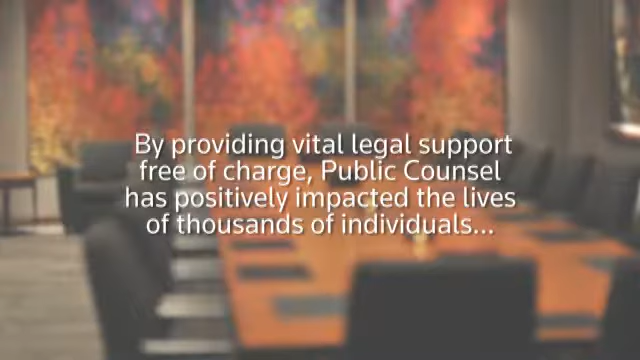 By providing vital legal support
free of charge, Public Counsel
has positively impacted the lives
of thousands of individuals...